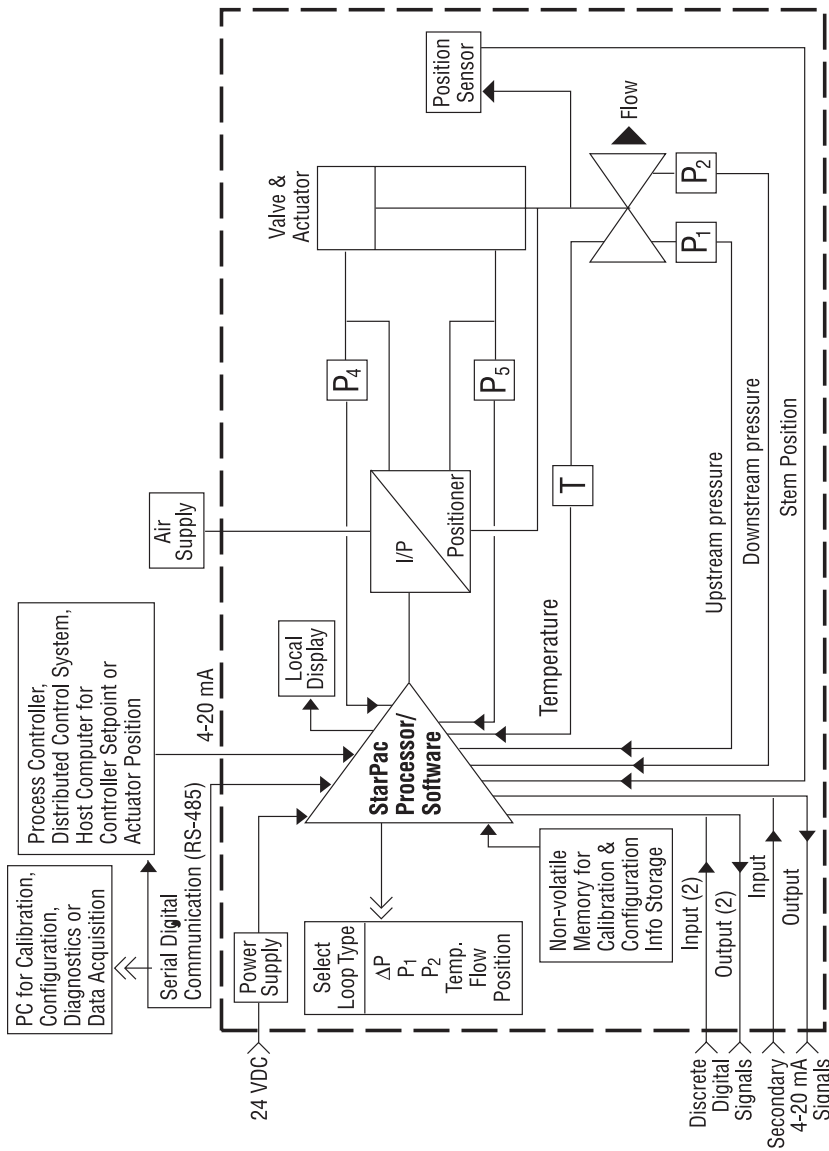 PC for Calibration,
Configuration,
Diagnostics or
Data Acquisition
Serial Digital
Communication (RS-485)
Process Controller,
Distributed Control System,
Host Computer for
Controller Setpoint or
Actuator Position
4-20 mA
Air
Supply
24 VDC
Power
Supply
Local
Display
StarPac
Processor/
Software
I/P
Positioner
P4
P5
Valve &
Actuator
Position
Sensor
Flow
P1
P2
T
Temperature
Upstream pressure
Downstream pressure
Stem Position
Select
Loop Type
ΔP
P1
P2
Temp.
Flow
Position
Non-volatile
Memory for
Calibration &
Configuration
Info Storage
Discrete
Digital
Signals
Input (2)
Output (2)
Secondary
4-20 mA
Signals
Input
Output